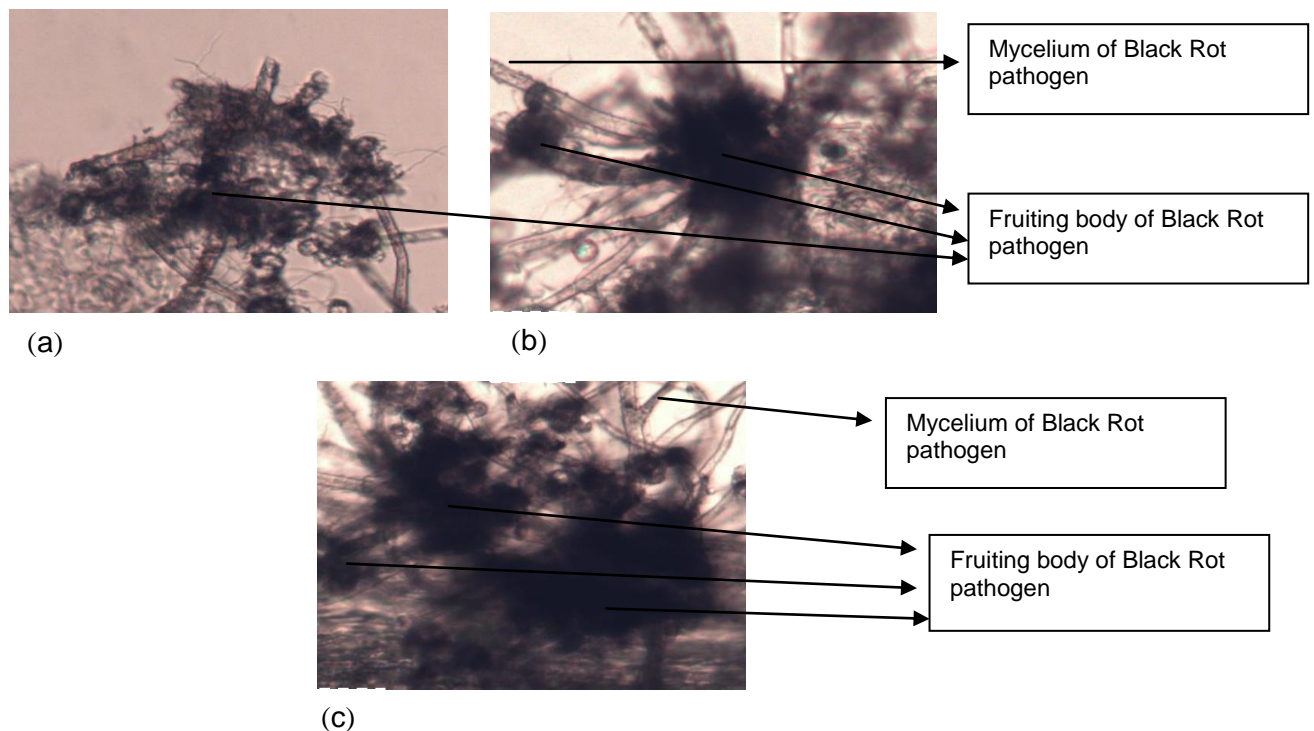 Mycelium of Black Rot
pathogen
Fruiting body of Black Rot
pathogen
(a)
(b)
Mycelium of Black Rot
pathogen
Fruiting body of Black Rot
pathogen
(c)